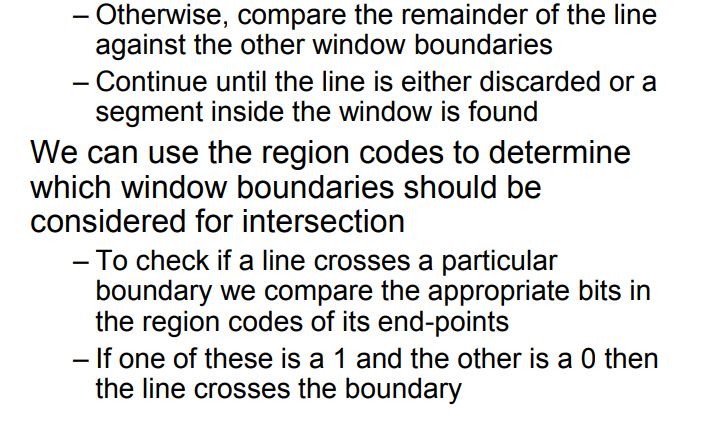 – Otherwise, compare the remainder of the line
against the other window boundaries
– Continue until the line is either discarded or a
segment inside the window is found
We can use the region codes to determine
which window boundaries should be
considered for intersection
– To check if a line crosses a particular
boundary we compare the appropriate bits in
the region codes of its end-points
– If one of these is a 1 and the other is a 0 then
the line crosses the boundary